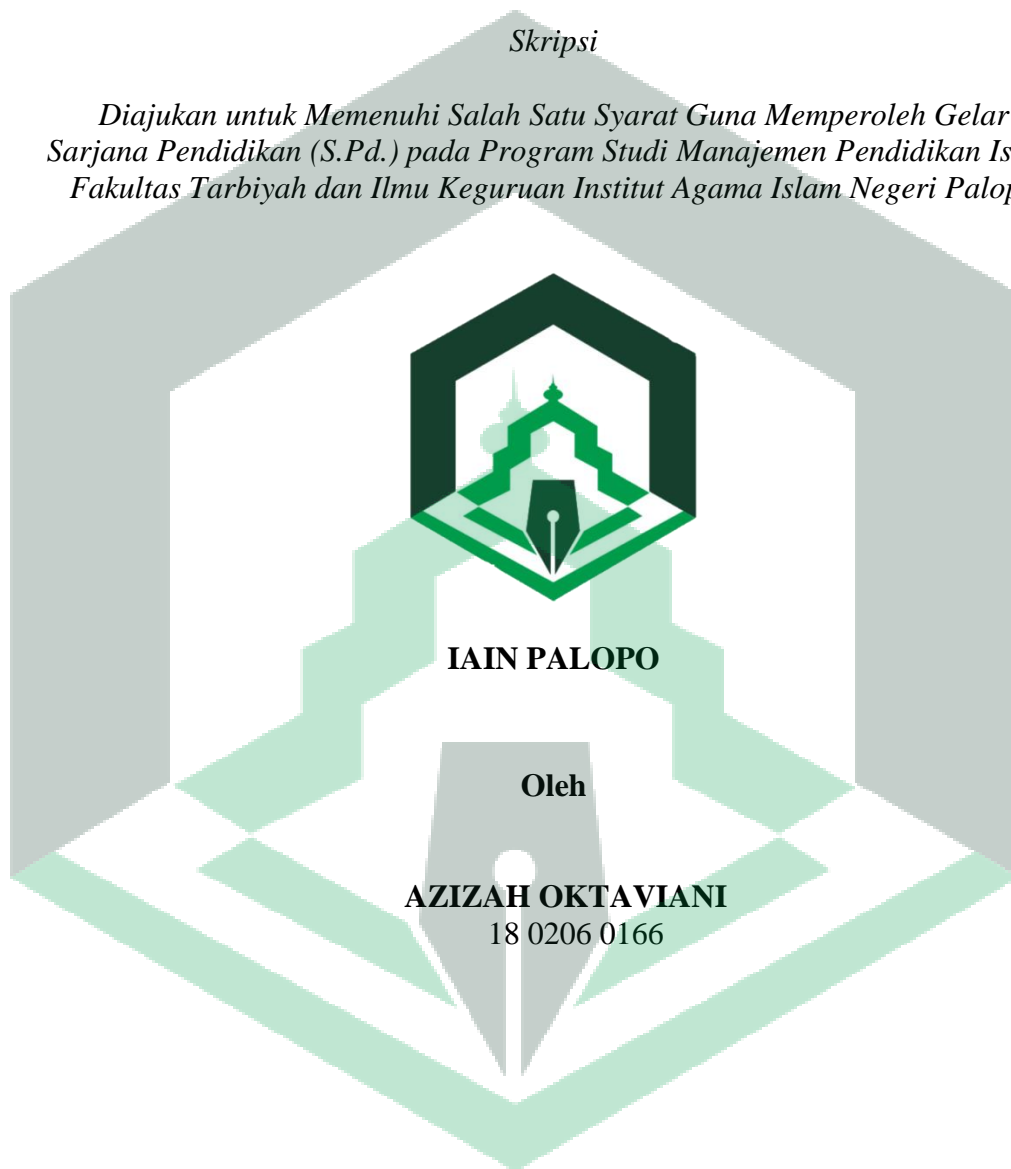 Skripsi
Diajukan untuk Memenuhi Salah Satu Syarat Guna Memperoleh Gelar
Sarjana Pendidikan (S.Pd.) pada Program Studi Manajemen Pendidikan Is
Fakultas Tarbiyah dan Ilmu Keguruan Institut Agama Islam Negeri Palop
IAIN PALOPO
Oleh
AZIZAH OKTAVIANI
18 0206 0166